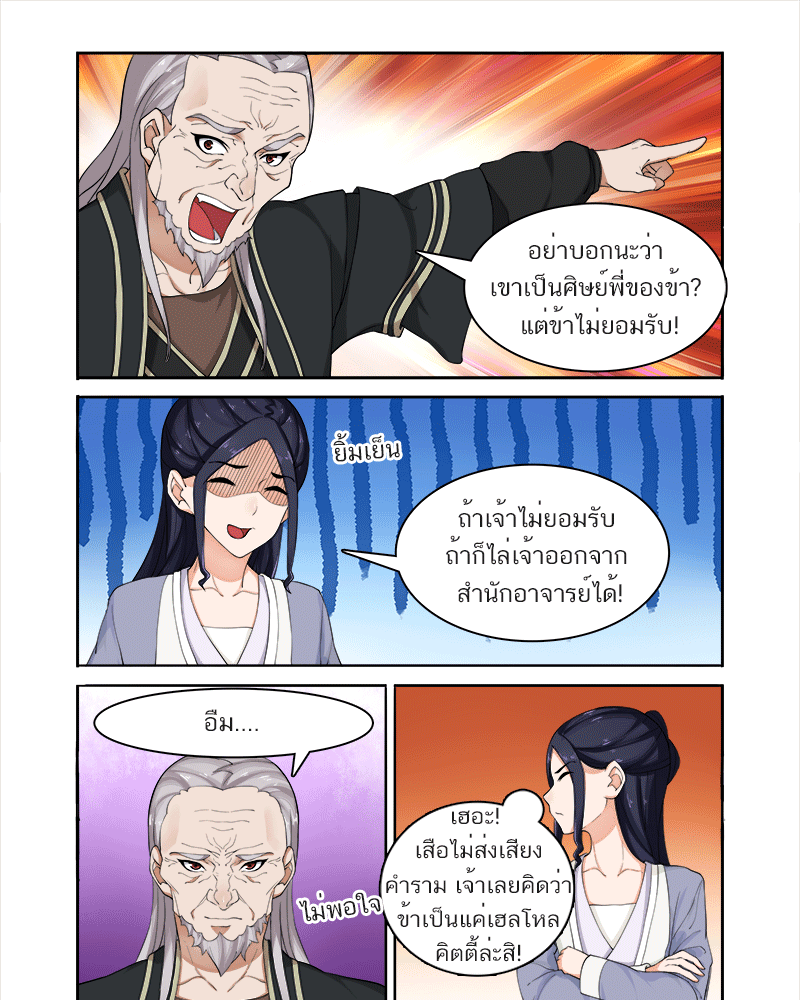 อย่าบอกนะว่า
เขาเป็นศิษย์พี่ของข้า?
แต่ข้าไม่ยอมรับ!
ยิ้มเย็น
ถ้าเจ้าไม่ยอมรับ
ถ้าก็ไล่เจ้าออกจาก
สำนักอาจารย์ได้!
อืม....
ไม่พอใจ
เฮอะ!
เสือไม่ส่งเสียง
คำราม เจ้าเลยคิดว่า
ข้าเป็นแค่เฮลโหล
คิตตี้ล่ะสิ!